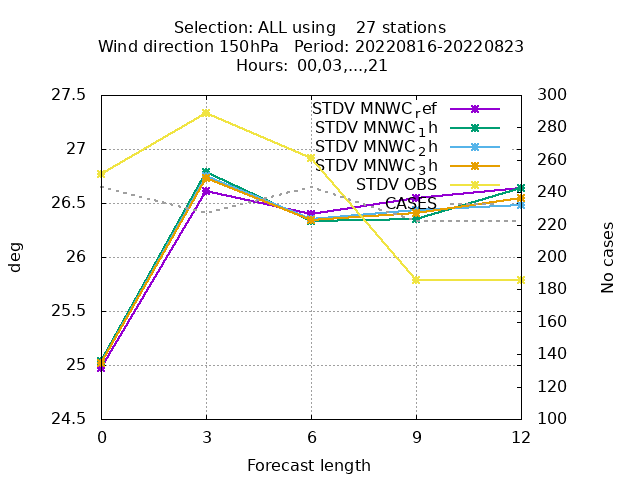 Selection: ALL using    27 stations
Wind direction 150hPa   Period: 20220816-20220823
Hours: 00,03,...,21
27.5
27
26.5
26
25.5
25
24.5
deg
300
280
260
240
220
200
180
160
140
120
100
No cases
STDV MNWC_ref
STDV MNWC_1h
STDV MNWC_2h
STDV MNWC_3h
STDV OBS
CASES
0 3 6 9 12
Forecast length